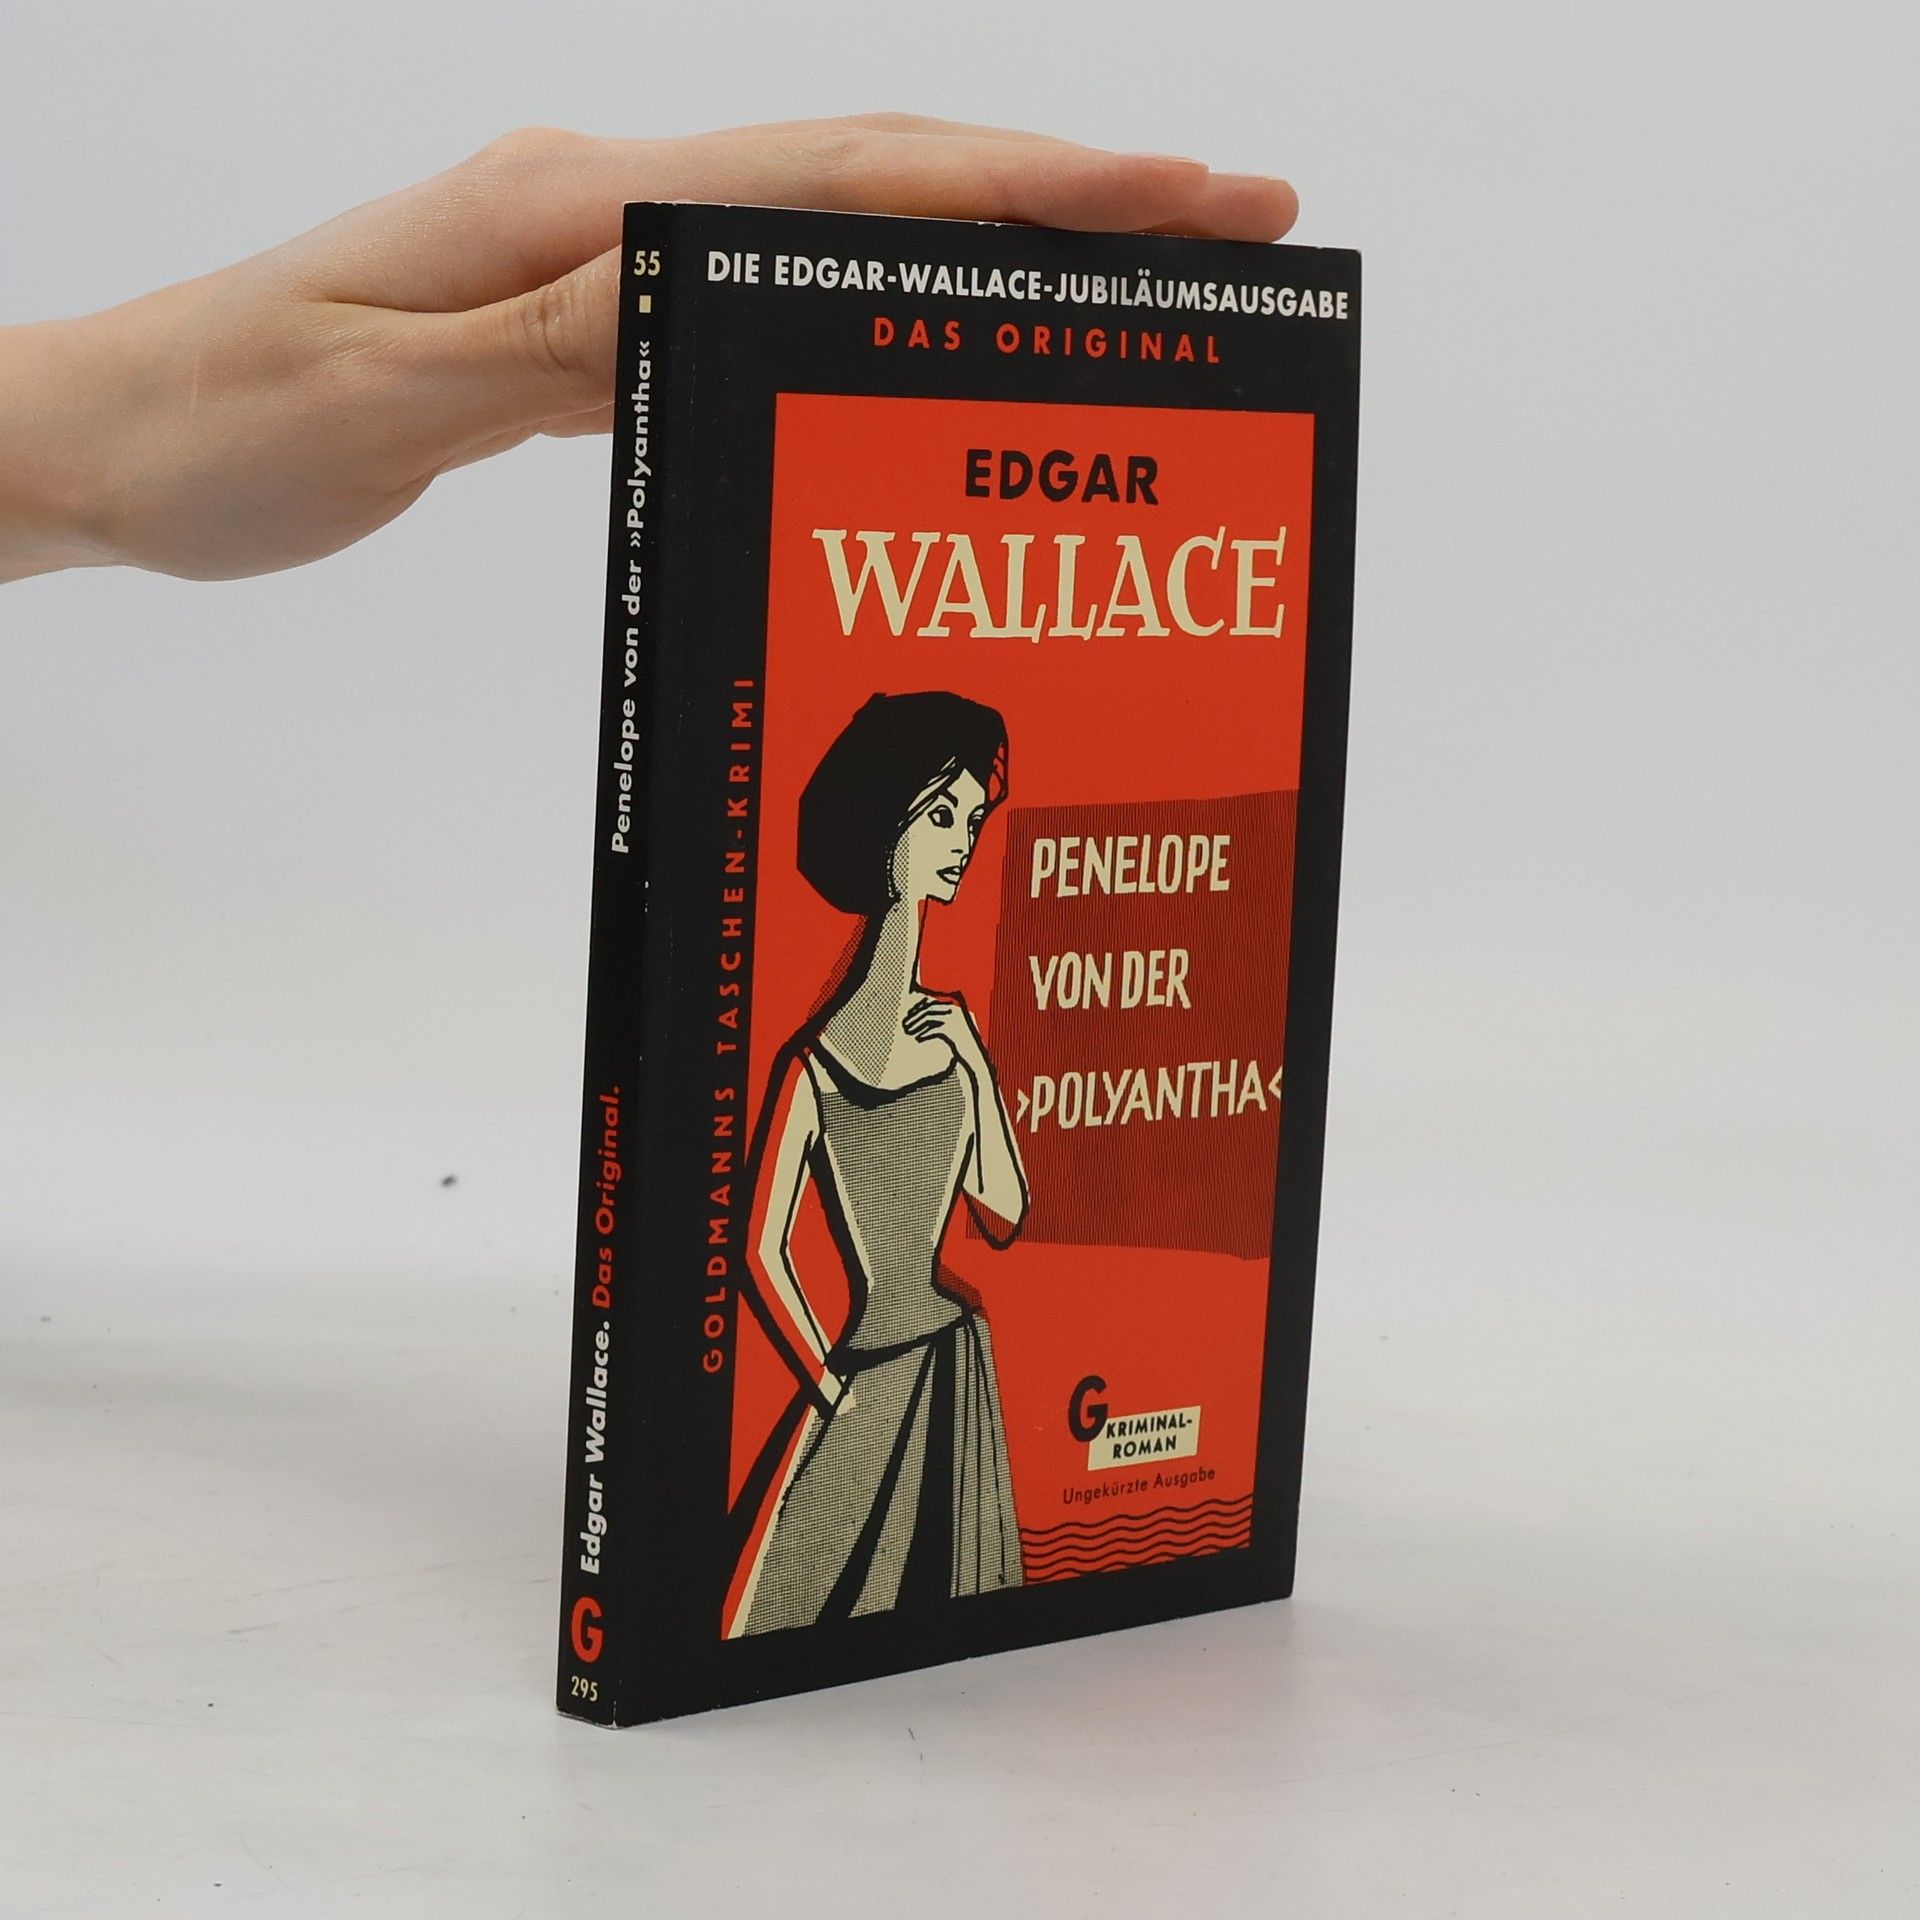 55
Penelope von der »Polyantha«
Edgar Wallace. Das Original.
G
295
DIE EDGAR-WALLACE-JUBILÄUMSAUSGABE
DAS ORIGINAL
GOLDMANNS TASCHEN-KRIMI
EDGAR
WALLACE
PENELOPE
VON DER
›POLYANTHA‹
G KRIMINAL-
ROMAN
Ungekürzte Ausgabe